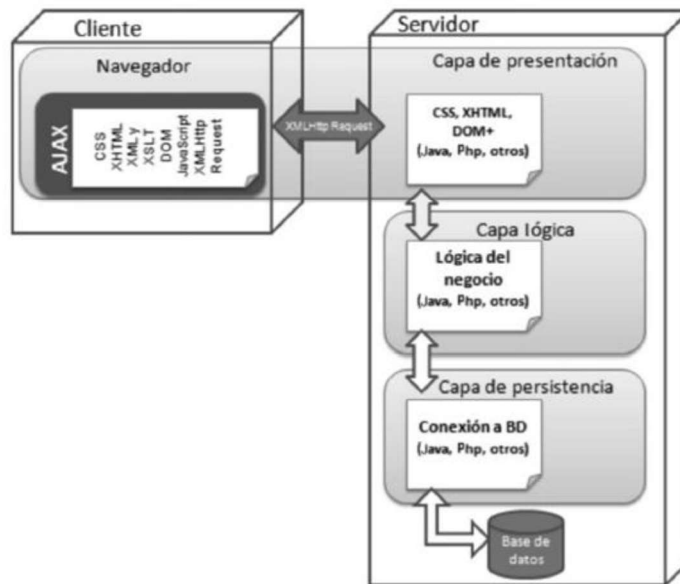 Cliente
Navegador
AJAX
CSS
XHTML
XML y
XSLT
DOM
JavaScript
XMLHttp
Request
XMLHttp Request
Servidor
Capa de presentación
CSS, XHTML,
DOM+
(Java, Php, otros)
Capa lógica
Lógica del
negocio
(Java, Php, otros)
Capa de persistencia
Conexión a BD
(Java, Php, otros)
Base de
datos